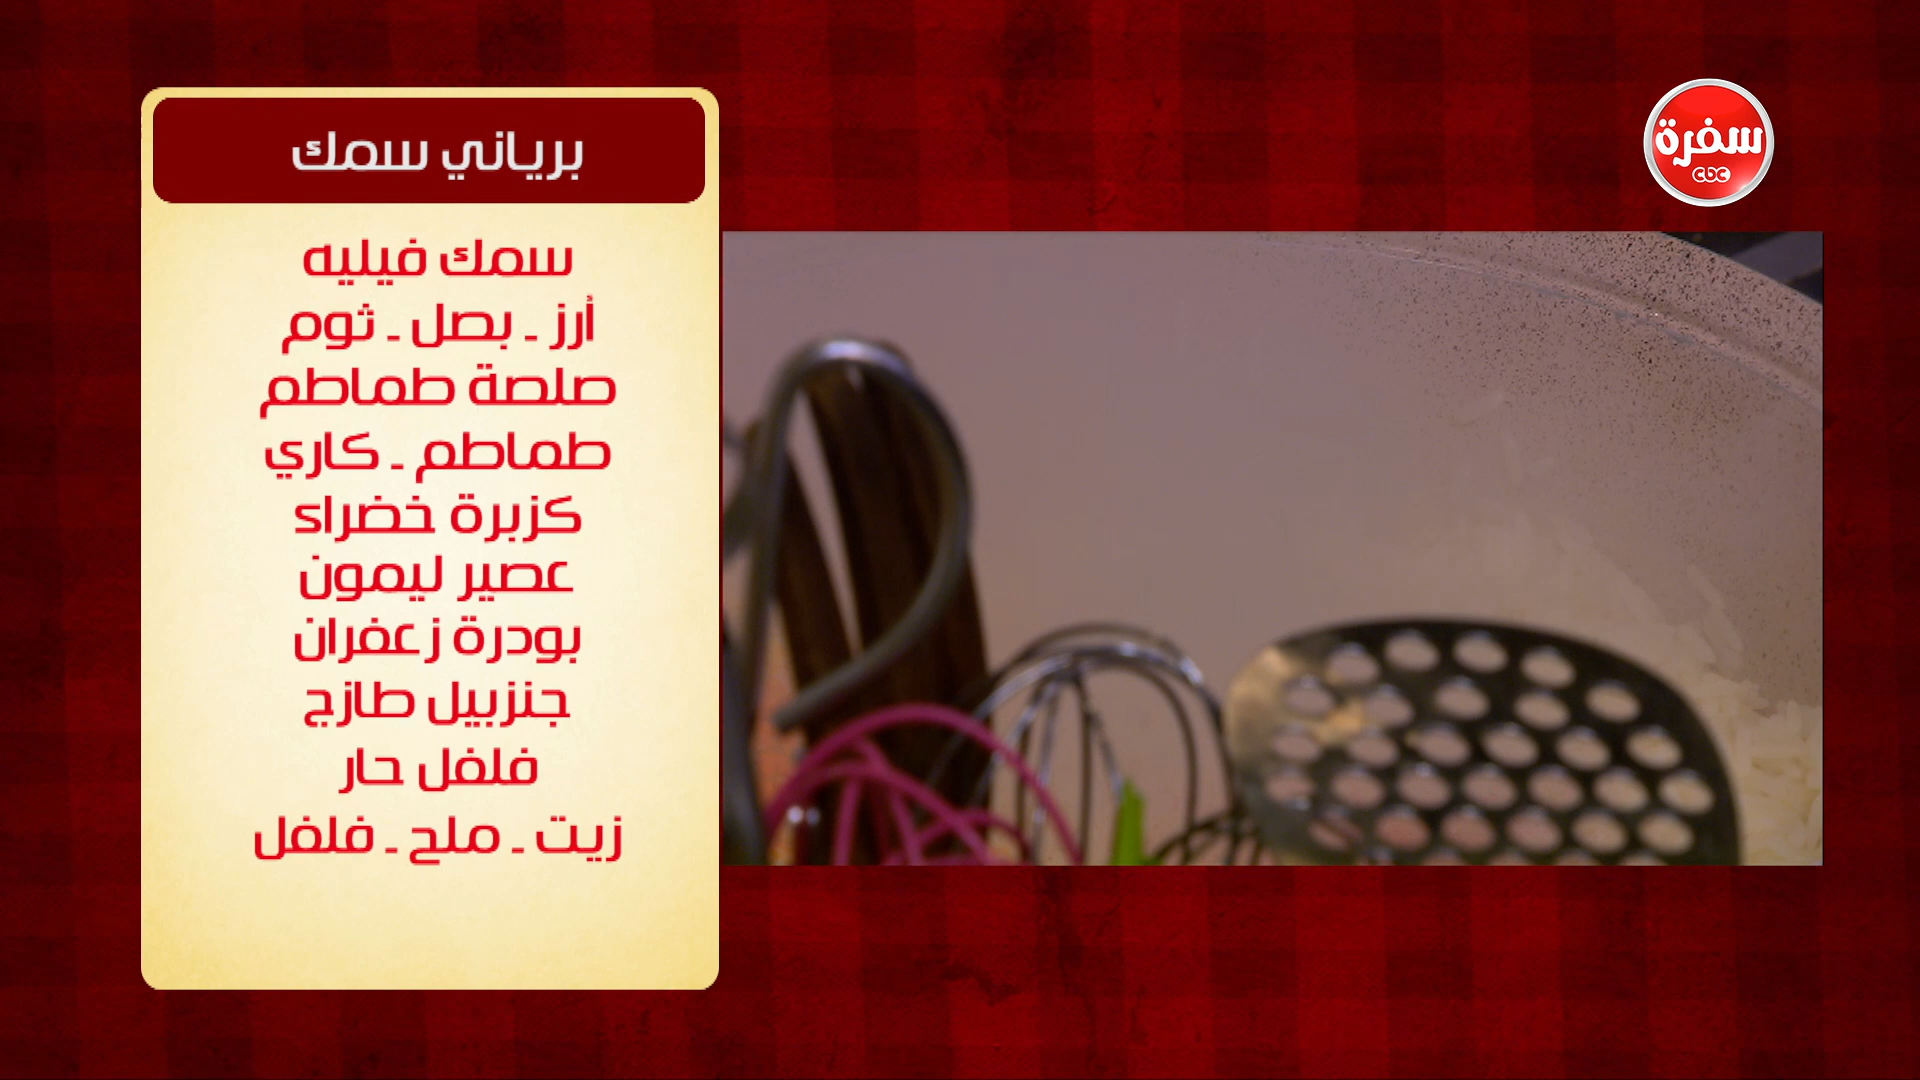 برياني سمك
سمك فيليه
أرز ـ بصل ـ ثوم
صلصة طماطم
طماطم ـ كاري
كزبرة خضراء
عصير ليمون
بودرة زعفران
جنزبيل طازج
فلفل حار
زيت ـ ملح ـ فلفل
سفرة
cbc